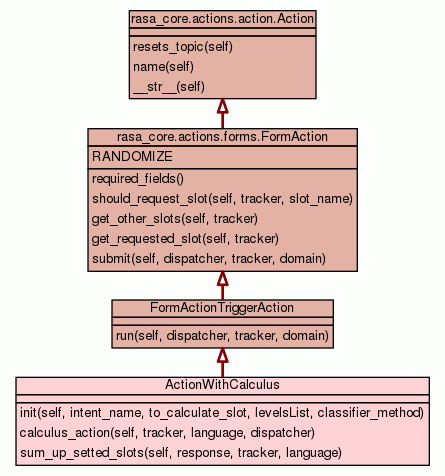 rasa_core.actions.action.Action
resets_topic(self)
name(self)
__str__(self)
rasa_core.actions.forms.FormAction
RANDOMIZE
required_fields()
should_request_slot(self, tracker, slot_name)
get_other_slots(self, tracker)
get_requested_slot(self, tracker)
submit(self, dispatcher, tracker, domain)
FormActionTriggerAction
run(self, dispatcher, tracker, domain)
ActionWithCalculus
init(self, intent_name, to_calculate_slot, levelsList, classifier_method)
calculus_action(self, tracker, language, dispatcher)
sum_up_setted_slots(self, response, tracker, language)